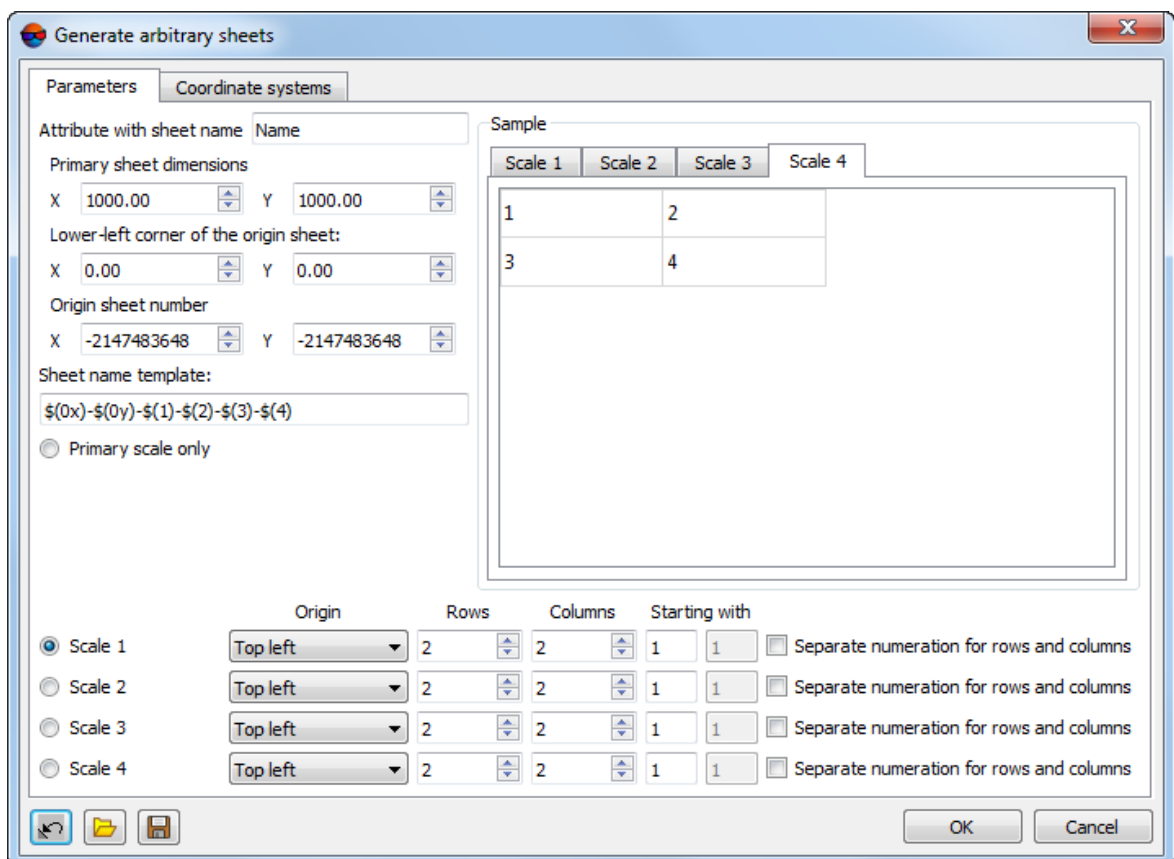 Generate arbitrary sheets
Parameters
Coordinate systems
Attribute with sheet name Name
Primary sheet dimensions
X 1000.00 Y 1000.00
Lower-left corner of the origin sheet:
X 0.00 Y 0.00
Origin sheet number
X -2147483648 Y -2147483648
Sheet name template:
$(0x)-$(0y)-$(1)-$(2)-$(3)-$(4)
Primary scale only
Sample
Scale 1 Scale 2 Scale 3 Scale 4
1 2
3 4
Origin Rows Columns Starting with
Scale 1 Top left 2 2 1 1 Separate numeration for rows and columns
Scale 2 Top left 2 2 1 1 Separate numeration for rows and columns
Scale 3 Top left 2 2 1 1 Separate numeration for rows and columns
Scale 4 Top left 2 2 1 1 Separate numeration for rows and columns
OK Cancel